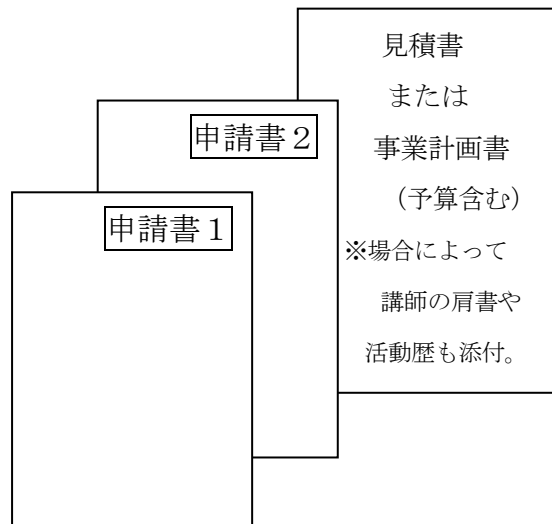 見積書
または
事業計画書
（予算含む）
※場合によって
講師の肩書や
活動歴も添付。
申請書２
申請書１